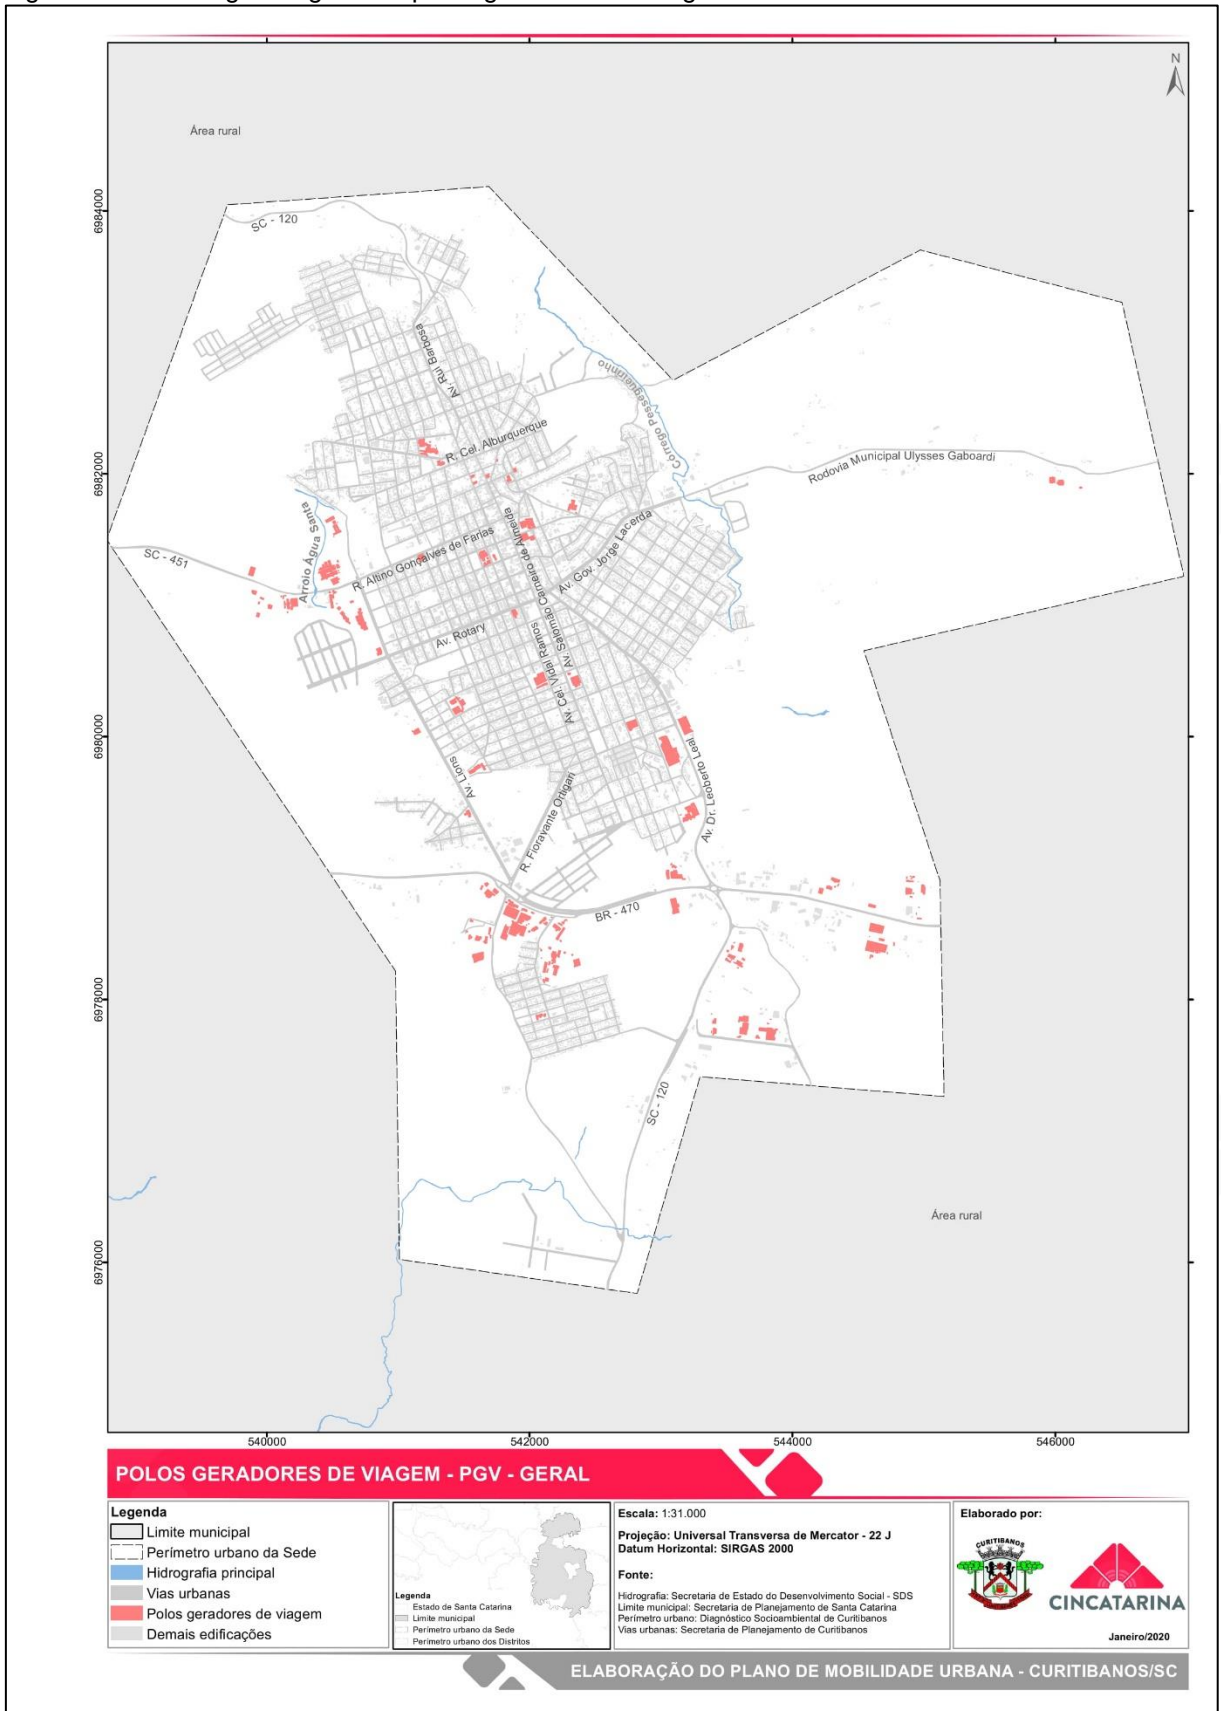 N
Área rural
6984000
SC - 120
Av. Rui Barbosa
Córrego Pessegueirinho
R. Cel. Alburquerque
6982000
Rodovia Municipal Ulysses Gaboardi
Arroio Água Santa
R. Altino Gonçalves de Farias
Av. Salomão Carneiro de Almeida
Av. Gov. Jorge Lacerda
SC - 451
Av. Rotary
Av. Cel. Vidal Ramos
6980000
Av. Lions
Av. Dr. Leoberto Leal
R. Fioravante Ortigari
BR - 470
6978000
SC - 120
Área rural
6976000
540000
542000
544000
546000
POLOS GERADORES DE VIAGEM - PGV - GERAL
Legenda
Limite municipal
Perímetro urbano da Sede
Hidrografia principal
Vias urbanas
Polos geradores de viagem
Demais edificações
Legenda
Estado de Santa Catarina
Limite municipal
Perímetro urbano da Sede
Perímetro urbano dos Distritos
Escala: 1:31.000
Projeção: Universal Transversa de Mercator - 22 J
Datum Horizontal: SIRGAS 2000
Fonte:
Hidrografia: Secretaria de Estado do Desenvolvimento Social - SDS
Limite municipal: Secretaria de Planejamento de Santa Catarina
Perímetro urbano: Diagnóstico Socioambiental de Curitibanos
Vias urbanas: Secretaria de Planejamento de Curitibanos
Elaborado por:
CURITIBANOS
CINCATARINA
Janeiro/2020
ELABORAÇÃO DO PLANO DE MOBILIDADE URBANA - CURITIBANOS/SC